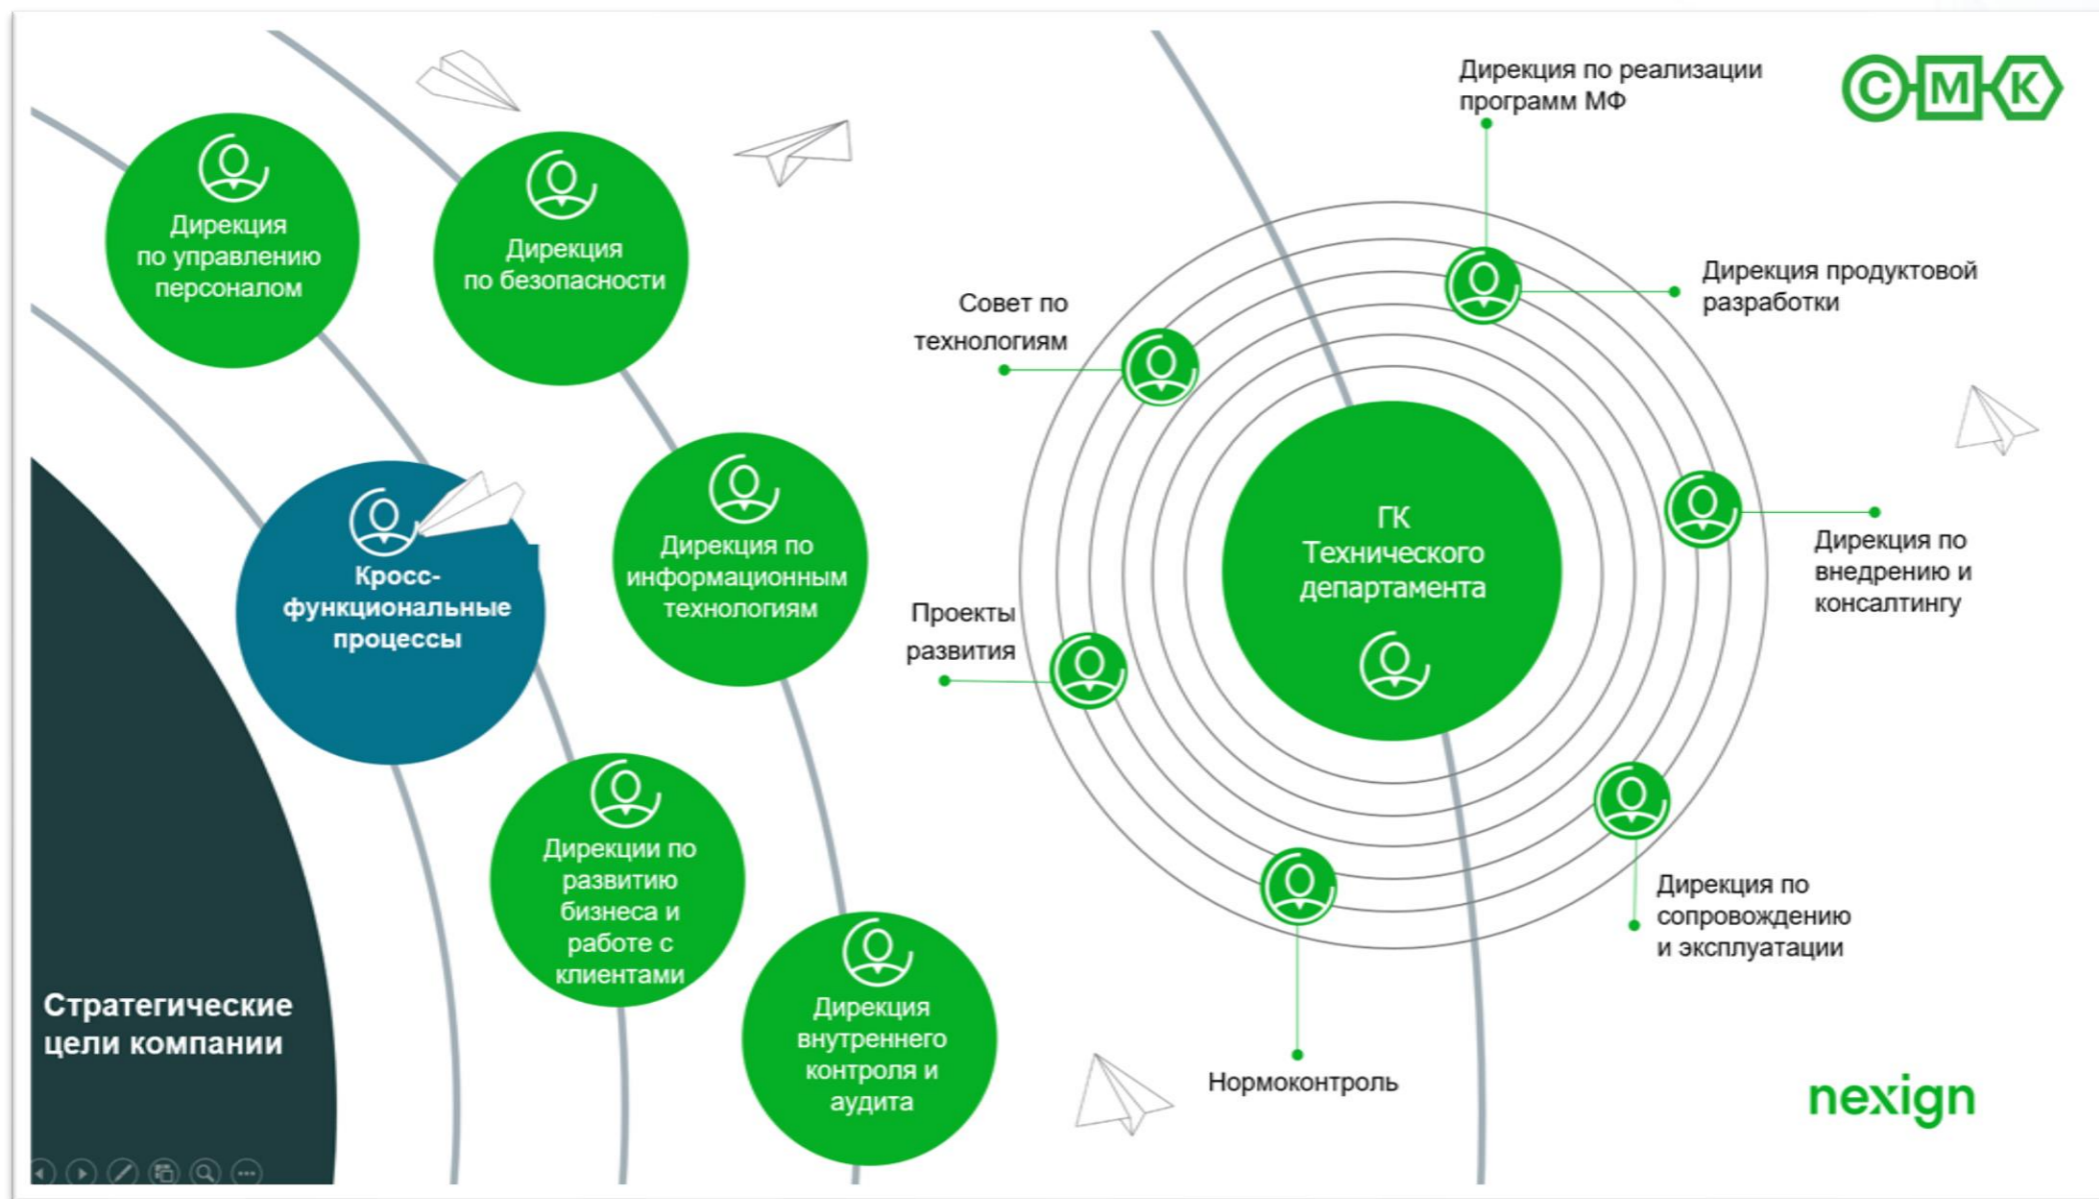 Дирекция
по управлению
персоналом
Дирекция
по безопасности
Кросс-
функциональные
процессы
Дирекция по
информационным
технологиям
Дирекции по
развитию
бизнеса и
работе с
клиентами
Дирекция
внутреннего
контроля и
аудита
Стратегические
цели компании
Дирекция по реализации
программ МФ
СМК
Дирекция продуктовой
разработки
Совет по
технологиям
ГК
Технического
департамента
Дирекция по
внедрению и
консалтингу
Проекты
развития
Дирекция по
сопровождению
и эксплуатации
Нормоконтроль
nexign